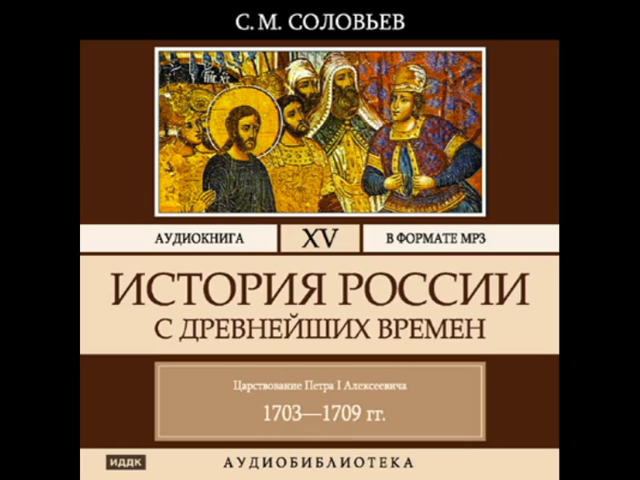 С. М. СОЛОВЬЕВ
АУДИОКНИГА XV В ФОРМАТЕ MP3
ИСТОРИЯ РОССИИ
С ДРЕВНЕЙШИХ ВРЕМЕН
Царствование Петра I Алексеевича
1703—1709 гг.
ИДДК АУДИОБИБЛИОТЕКА